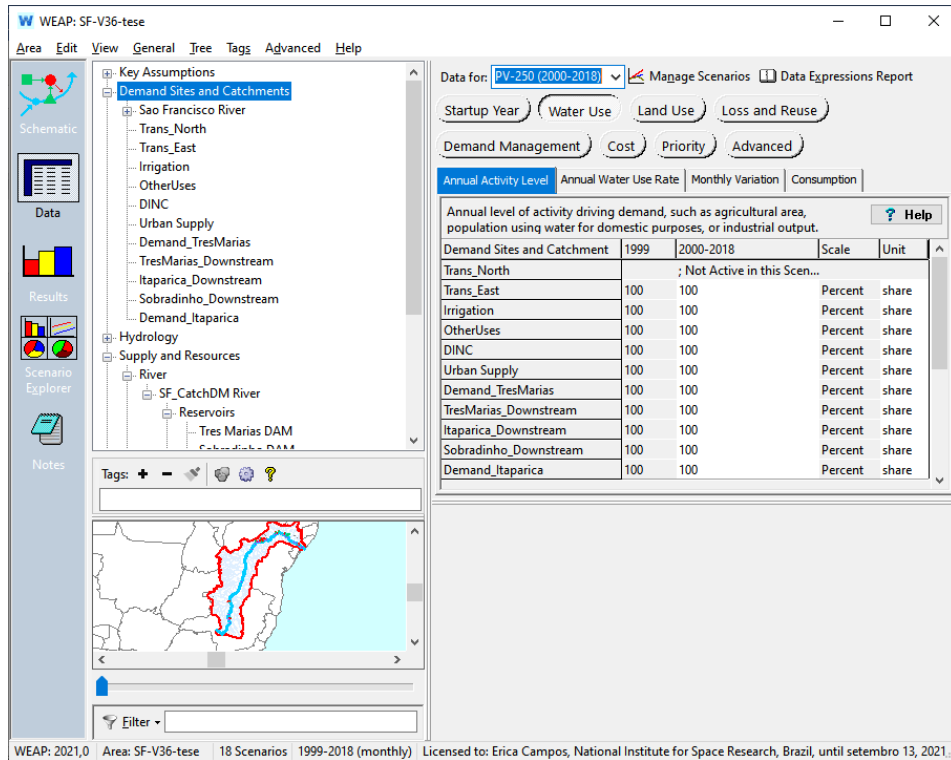 WEAP: SF-V36-tese
Area Edit View General Tree Tags Advanced Help
Schematic
Data
Results
Scenario
Explorer
Notes
Key Assumptions
Demand Sites and Catchments
Sao Francisco River
Trans_North
Trans_East
Irrigation
OtherUses
DINC
Urban Supply
Demand_TresMarias
TresMarias_Downstream
Itaparica_Downstream
Sobradinho_Downstream
Demand_Itaparica
Hydrology
Supply and Resources
River
SF_CatchDM River
Reservoirs
Tres Marias DAM
Sobradinho DAM
Tags:
Filter
Data for: PV-250 (2000-2018) Manage Scenarios Data Expressions Report
Startup Year Water Use Land Use Loss and Reuse
Demand Management Cost Priority Advanced
Annual Activity Level Annual Water Use Rate Monthly Variation Consumption
Annual level of activity driving demand, such as agricultural area,
population using water for domestic purposes, or industrial output.
? Help
Demand Sites and Catchment 1999 2000-2018 Scale Unit
Trans_North ; Not Active in this Scen...
Trans_East 100 100 Percent share
Irrigation 100 100 Percent share
OtherUses 100 100 Percent share
DINC 100 100 Percent share
Urban Supply 100 100 Percent share
Demand_TresMarias 100 100 Percent share
TresMarias_Downstream 100 100 Percent share
Itaparica_Downstream 100 100 Percent share
Sobradinho_Downstream 100 100 Percent share
Demand_Itaparica 100 100 Percent share
WEAP: 2021,0 Area: SF-V36-tese 18 Scenarios 1999-2018 (monthly) Licensed to: Erica Campos, National Institute for Space Research, Brazil, until setembro 13, 2021